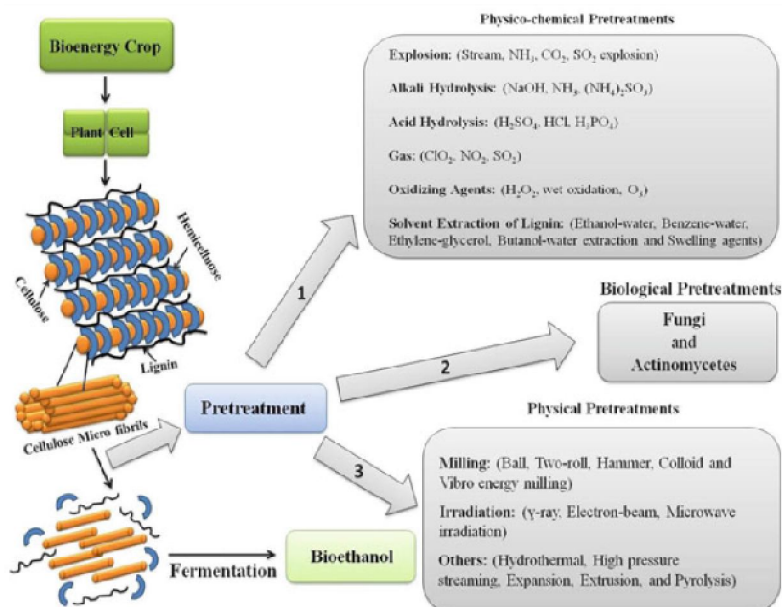 Physico-chemical Pretreatments
Explosion: (Stream, NH₃, CO₂, SO₂ explosion)
Alkali Hydrolysis: (NaOH, NH₃, (NH₄)₂SO₃)
Acid Hydrolysis: (H₂SO₄, HCl, H₃PO₄)
Gas: (ClO₂, NO₂, SO₂)
Oxidizing Agents: (H₂O₂, wet oxidation, O₃)
Solvent Extraction of Lignin: (Ethanol-water, Benzene-water,
Ethylene-glycerol, Butanol-water extraction and Swelling agents)
Bioenergy Crop
Plant Cell
Hemicelluose
Cellulose
Lignin
Cellulose Micro fibrils
Pretreatment
1
2
3
Biological Pretreatments
Fungi
and
Actinomycetes
Physical Pretreatments
Milling: (Ball, Two-roll, Hammer, Colloid and
Vibro energy milling)
Irradiation: (γ-ray, Electron-beam, Microwave
irradiation)
Others: (Hydrothermal, High pressure
streaming, Expansion, Extrusion, and Pyrolysis)
Fermentation
Bioethanol